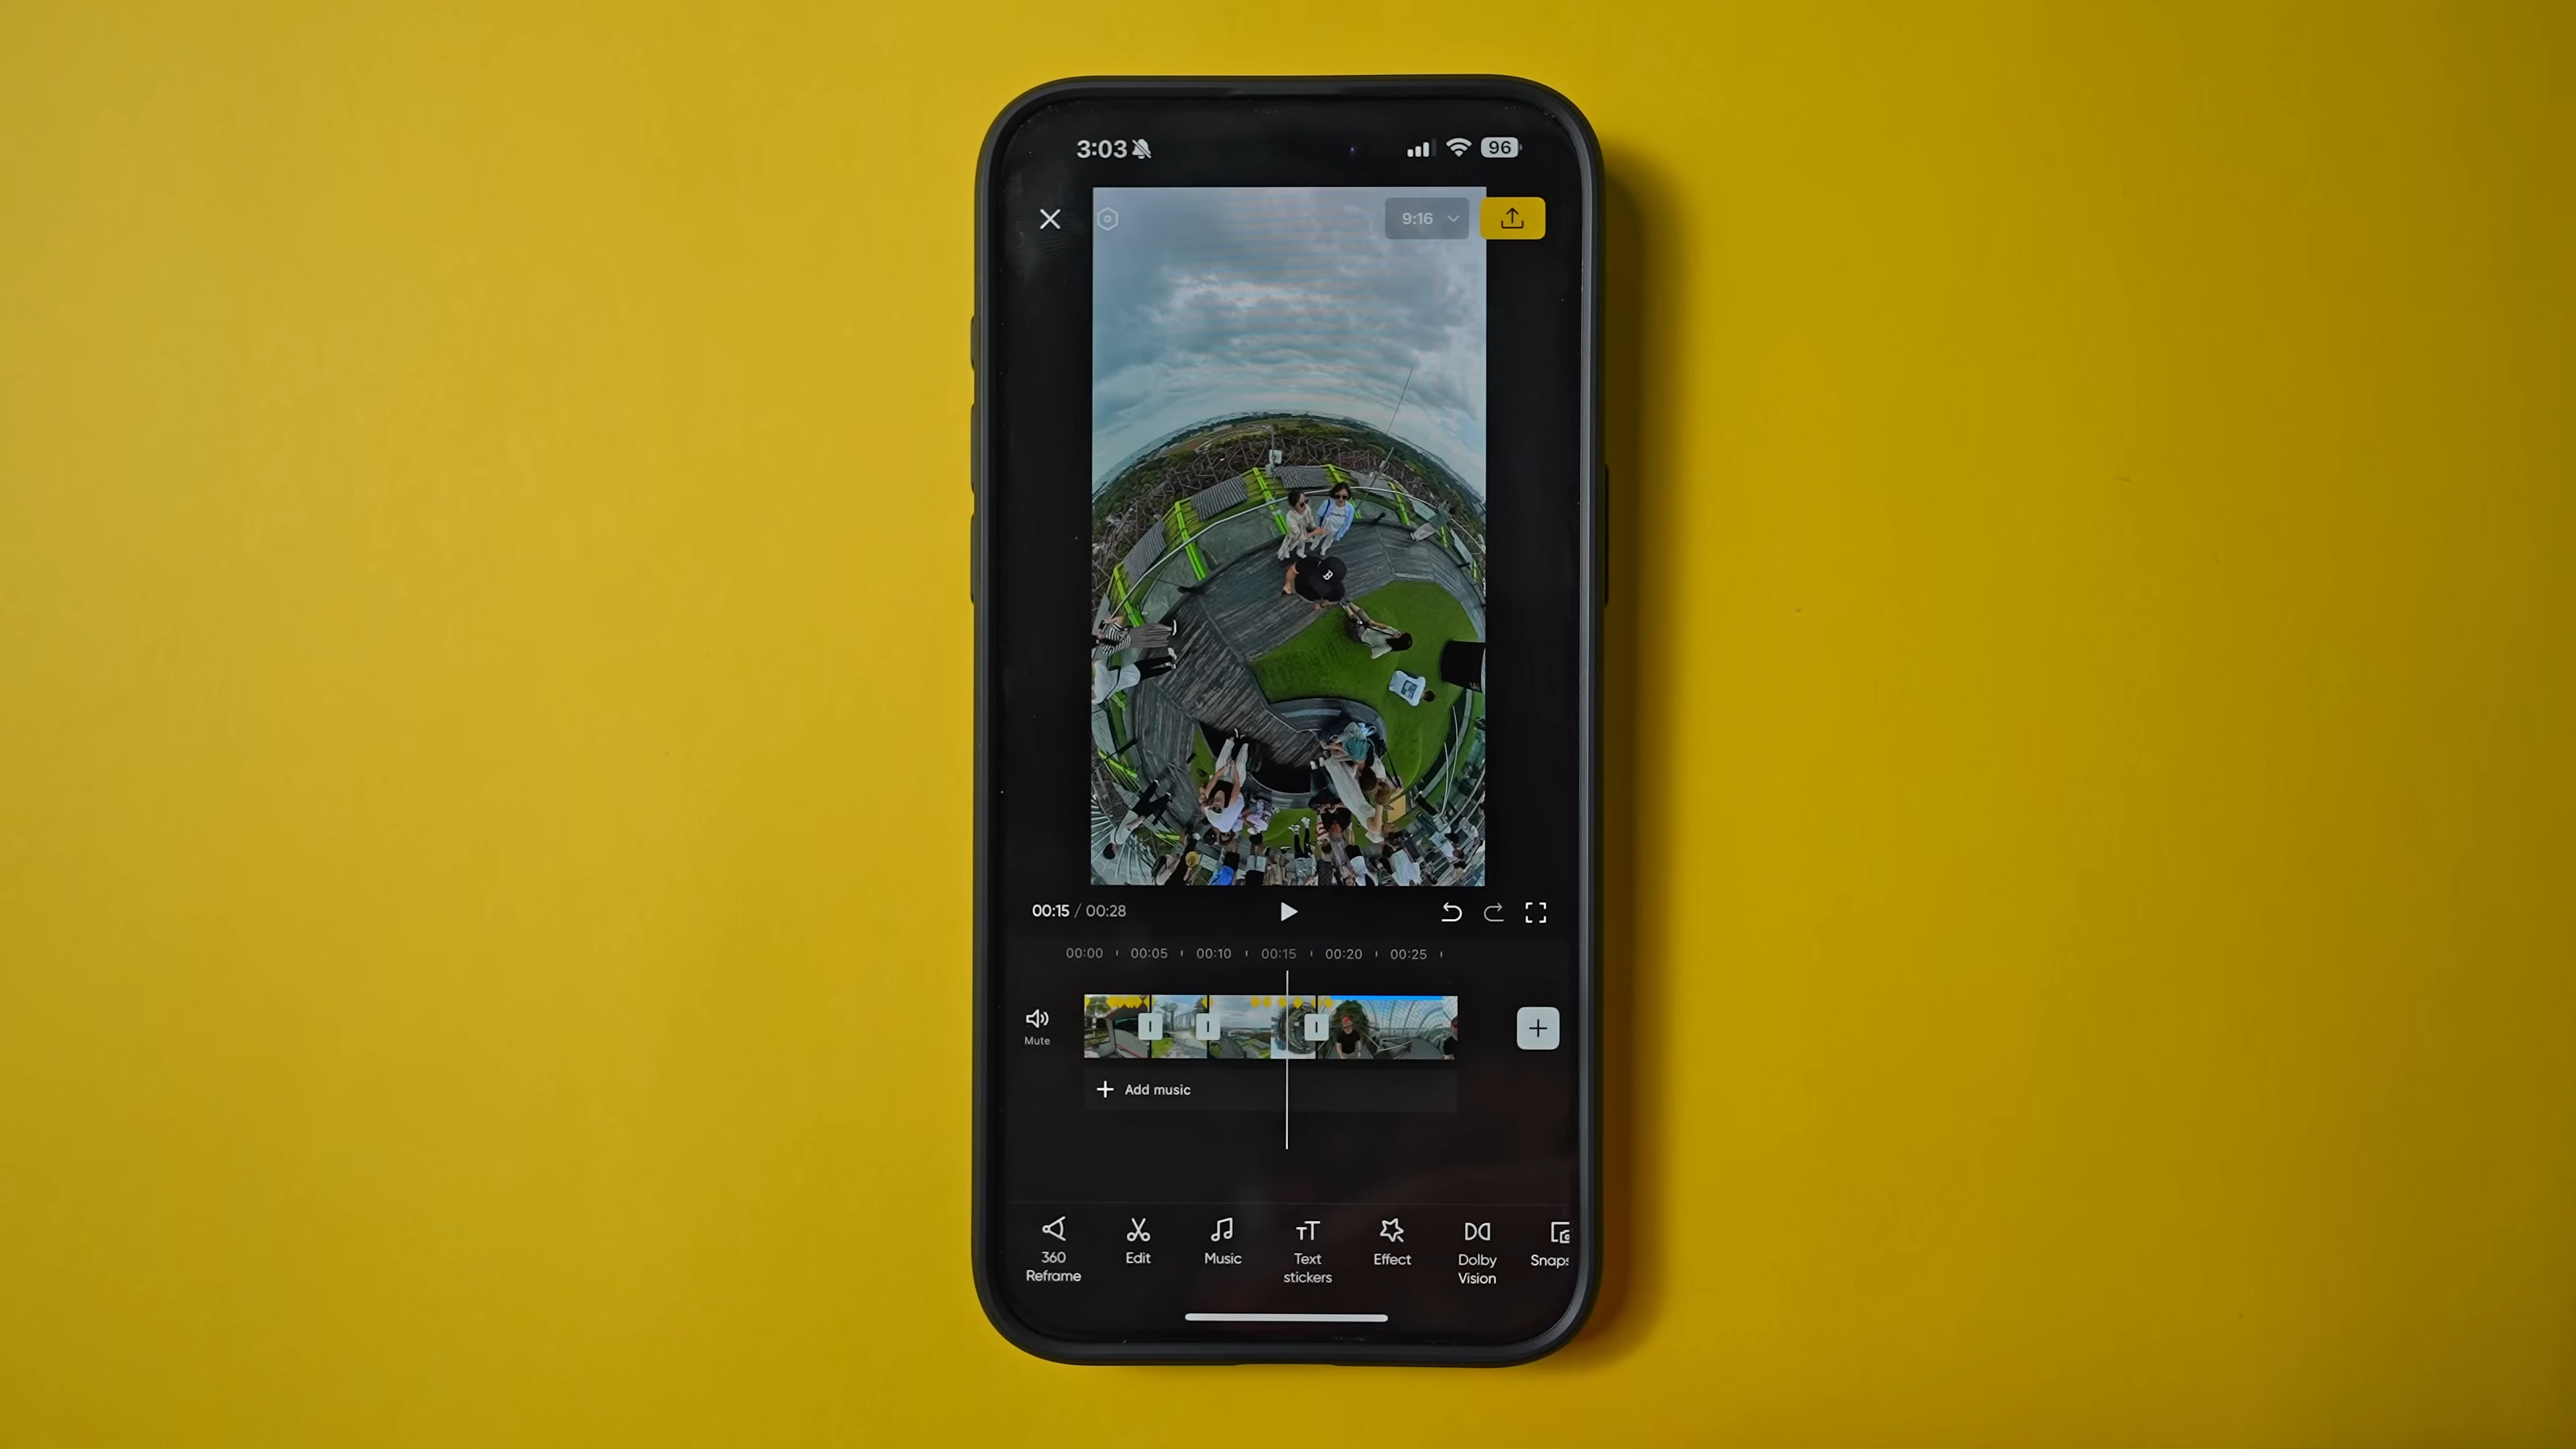 3:03 96
9:16
B
00:15 / 00:28
00:00 00:05 00:10 00:15 00:20 00:25
Mute
Add music
360 Reframe
Edit
Music
Text stickers
Effect
Dolby Vision
Snaps